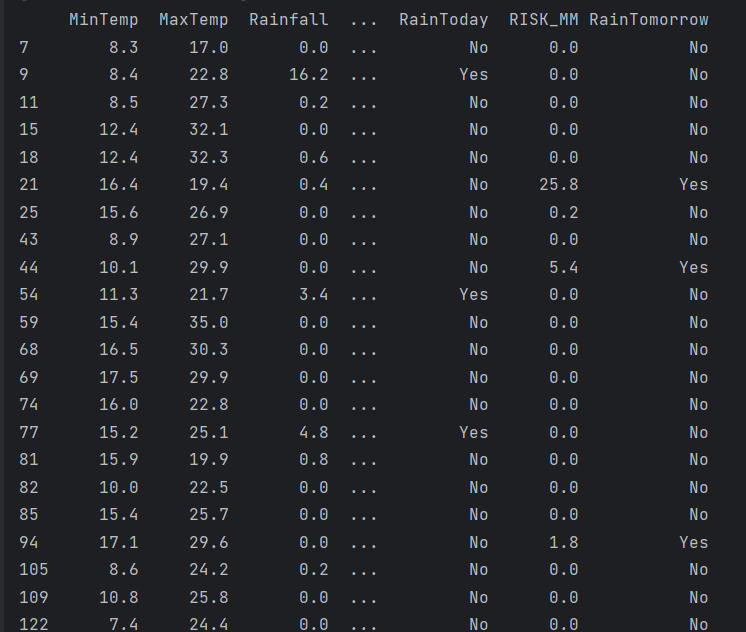 MinTemp MaxTemp Rainfall ... RainToday RISK_MM RainTomorrow
7 8.3 17.0 0.0 ... No 0.0 No
9 8.4 22.8 16.2 ... Yes 0.0 No
11 8.5 27.3 0.2 ... No 0.0 No
15 12.4 32.1 0.0 ... No 0.0 No
18 12.4 32.3 0.6 ... No 0.0 No
21 16.4 19.4 0.4 ... No 25.8 Yes
25 15.6 26.9 0.0 ... No 0.2 No
43 8.9 27.1 0.0 ... No 0.0 No
44 10.1 29.9 0.0 ... No 5.4 Yes
54 11.3 21.7 3.4 ... Yes 0.0 No
59 15.4 35.0 0.0 ... No 0.0 No
68 16.5 30.3 0.0 ... No 0.0 No
69 17.5 29.9 0.0 ... No 0.0 No
74 16.0 22.8 0.0 ... No 0.0 No
77 15.2 25.1 4.8 ... Yes 0.0 No
81 15.9 19.9 0.8 ... No 0.0 No
82 10.0 22.5 0.0 ... No 0.0 No
85 15.4 25.7 0.0 ... No 0.0 No
94 17.1 29.6 0.0 ... No 1.8 Yes
105 8.6 24.2 0.2 ... No 0.0 No
109 10.8 25.8 0.0 ... No 0.0 No
122 7.4 24.4 0.0 ... No 0.0 No